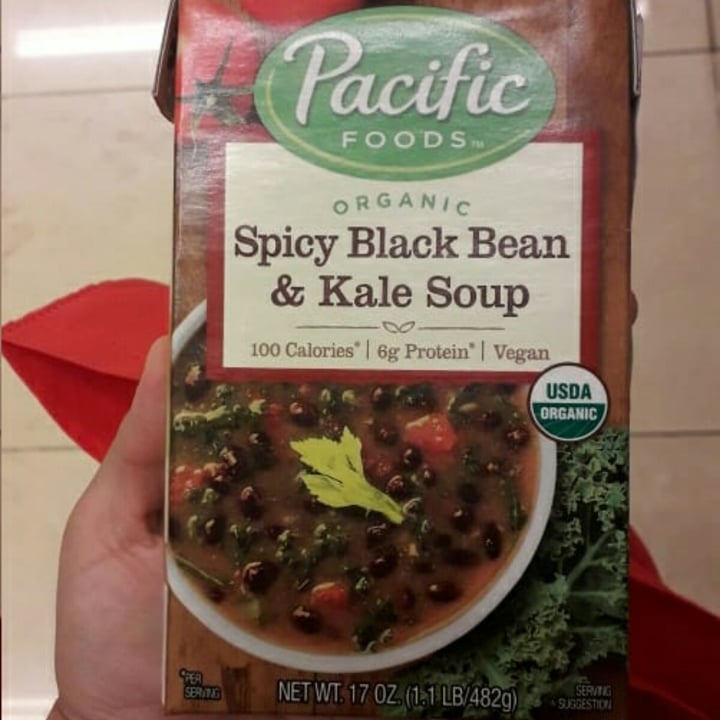 Pacific
FOODS™
ORGANIC
Spicy Black Bean
& Kale Soup
100 Calories* | 6g Protein* | Vegan
USDA
ORGANIC
*PER
SERVING
NET WT. 17 OZ. (1.1 LB/482g)
SERVING
SUGGESTION